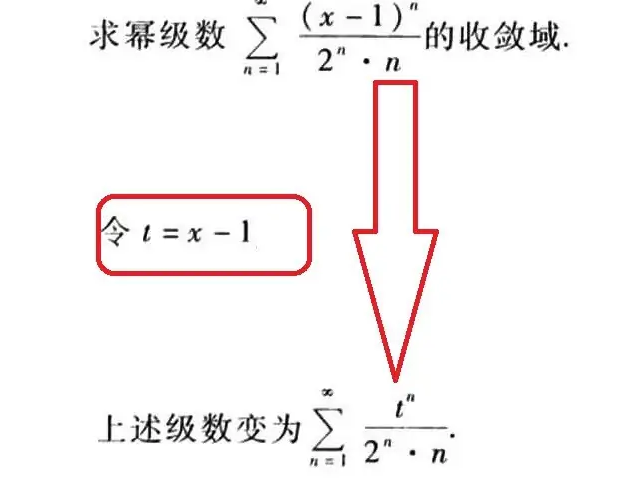 求幂级数 $\sum_{n=1}^{\infty} \frac{(x-1)^n}{2^n \cdot n}$ 的收敛域.
令 t = x - 1
上述级数变为 $\sum_{n=1}^{\infty} \frac{t^n}{2^n \cdot n}$.